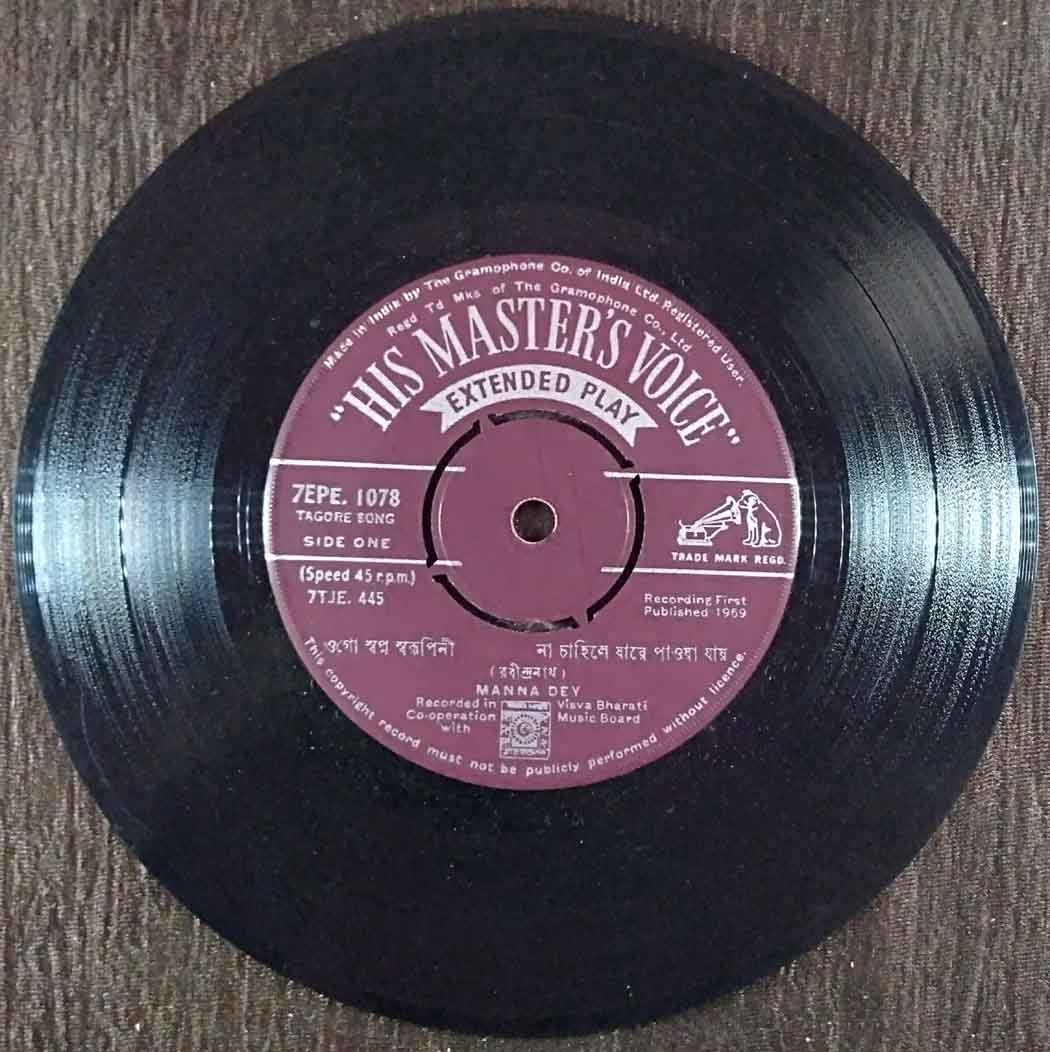 Made in India by The Gramophone Co. of India Ltd. Registered User.
Regd Td Mks of The Gramophone Co., Ltd
"HIS MASTER'S VOICE"
EXTENDED PLAY
7EPE. 1078
TAGORE SONG
SIDE ONE
(Speed 45 r.p.m.)
7TJE. 445
TRADE MARK REGD.
Recording First
Published 1969
ওগো স্বপ্ন স্বরূপিনী না চাহিলে যারে পাওয়া যায়
(রবীন্দ্রনাথ)
MANNA DEY
Recorded in Visva Bharati
Co-operation Music Board
with
This copyright record must not be publicly performed without licence.